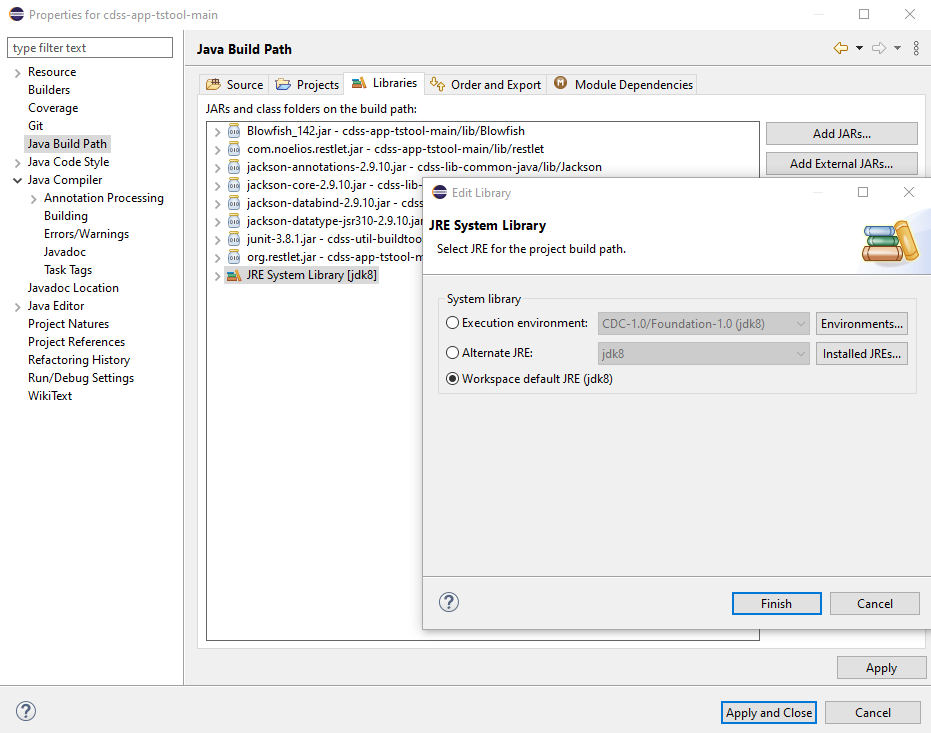 Properties for cdss-app-tstool-main
type filter text
Resource
Builders
Coverage
Git
Java Build Path
Java Code Style
Java Compiler
Annotation Processing
Building
Errors/Warnings
Javadoc
Task Tags
Javadoc Location
Java Editor
Project Natures
Project References
Refactoring History
Run/Debug Settings
WikiText
Java Build Path
Source
Projects
Libraries
Order and Export
M Module Dependencies
JARs and class folders on the build path:
Blowfish_142.jar - cdss-app-tstool-main/lib/Blowfish
com.noelios.restlet.jar - cdss-app-tstool-main/lib/restlet
jackson-annotations-2.9.10.jar - cdss-lib-common-java/lib/Jackson
jackson-core-2.9.10.jar - cdss-lib-
jackson-databind-2.9.10.jar - cdss
jackson-datatype-jsr310-2.9.10.jar
junit-3.8.1.jar - cdss-util-buildtoo
org.restlet.jar - cdss-app-tstool-m
JRE System Library [jdk8]
Add JARs...
Add External JARs...
Edit Library
JRE System Library
Select JRE for the project build path.
System library
Execution environment:
CDC-1.0/Foundation-1.0 (jdk8)
Environments...
Alternate JRE:
jdk8
Installed JREs...
Workspace default JRE (jdk8)
?
Finish
Cancel
Apply
?
Apply and Close
Cancel